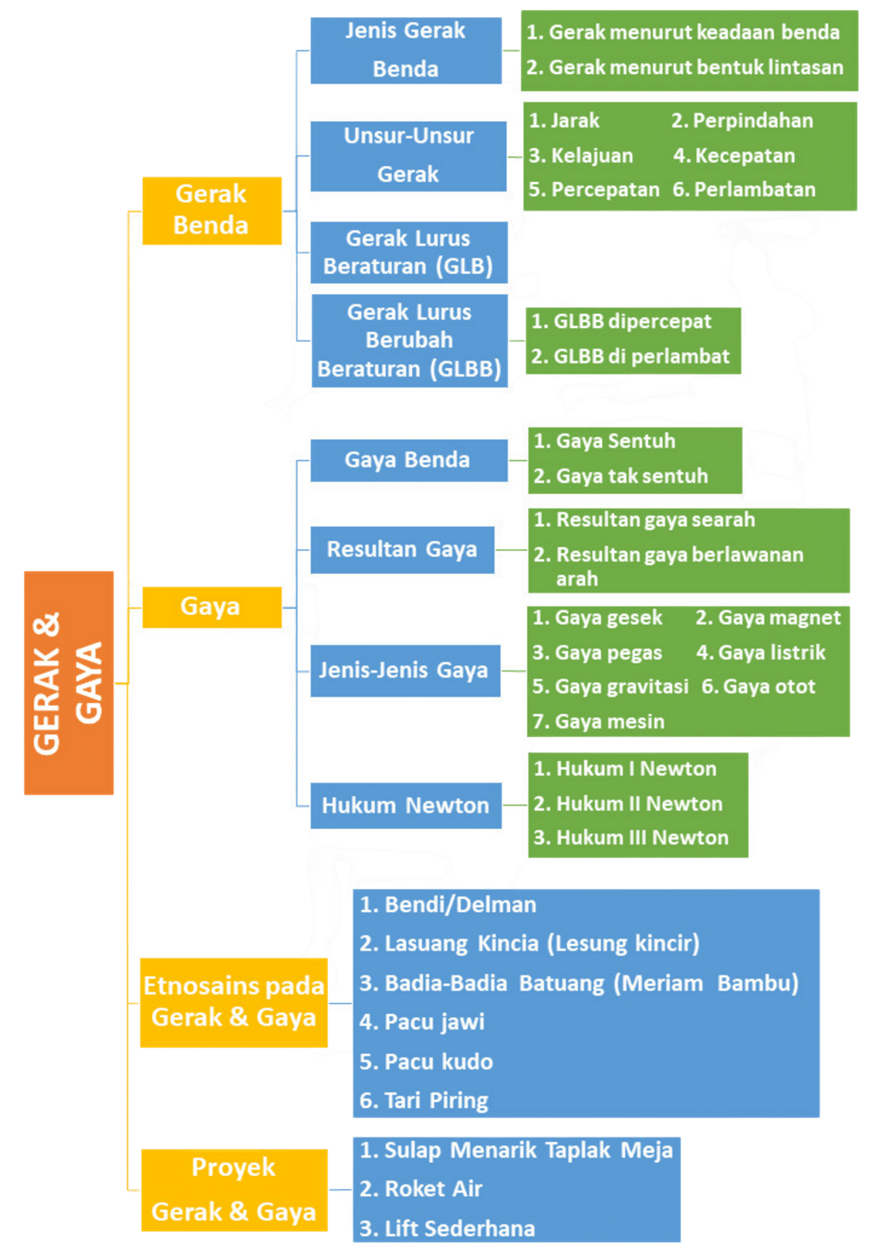 GERAK &
GAYA
Gerak
Benda
Jenis Gerak
Benda
1. Gerak menurut keadaan benda
2. Gerak menurut bentuk lintasan
Unsur-Unsur
Gerak
1. Jarak 2. Perpindahan
3. Kelajuan 4. Kecepatan
5. Percepatan 6. Perlambatan
Gerak Lurus
Beraturan (GLB)
Gerak Lurus
Berubah
Beraturan (GLBB)
1. GLBB dipercepat
2. GLBB di perlambat
Gaya
Gaya Benda
1. Gaya Sentuh
2. Gaya tak sentuh
Resultan Gaya
1. Resultan gaya searah
2. Resultan gaya berlawanan
arah
Jenis-Jenis Gaya
1. Gaya gesek 2. Gaya magnet
3. Gaya pegas 4. Gaya listrik
5. Gaya gravitasi 6. Gaya otot
7. Gaya mesin
Hukum Newton
1. Hukum I Newton
2. Hukum II Newton
3. Hukum III Newton
Etnosains pada
Gerak & Gaya
1. Bendi/Delman
2. Lasuang Kincia (Lesung kincir)
3. Badia-Badia Batuang (Meriam Bambu)
4. Pacu jawi
5. Pacu kudo
6. Tari Piring
Proyek
Gerak & Gaya
1. Sulap Menarik Taplak Meja
2. Roket Air
3. Lift Sederhana